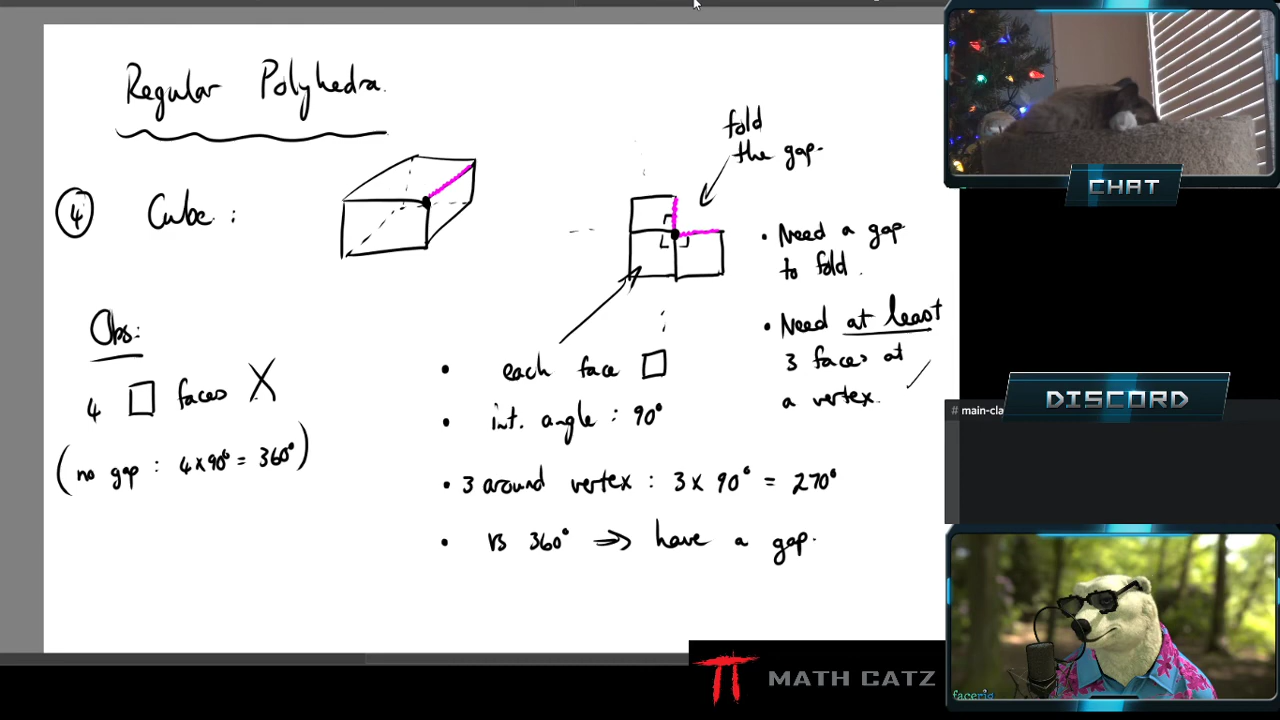 Regular Polyhedra.
4 Cube:
fold
the gap.
• Need a gap
to fold.
• Need at least
3 faces at
a vertex. ✓
Obs:
4 □ faces X
(no gap: 4 x 90° = 360°)
• each face □
• int. angle: 90°
• 3 around vertex: 3 x 90° = 270°
• vs 360° ⇒ have a gap.
CHAT
DISCORD
# main-cla
MATH CATZ
facerig